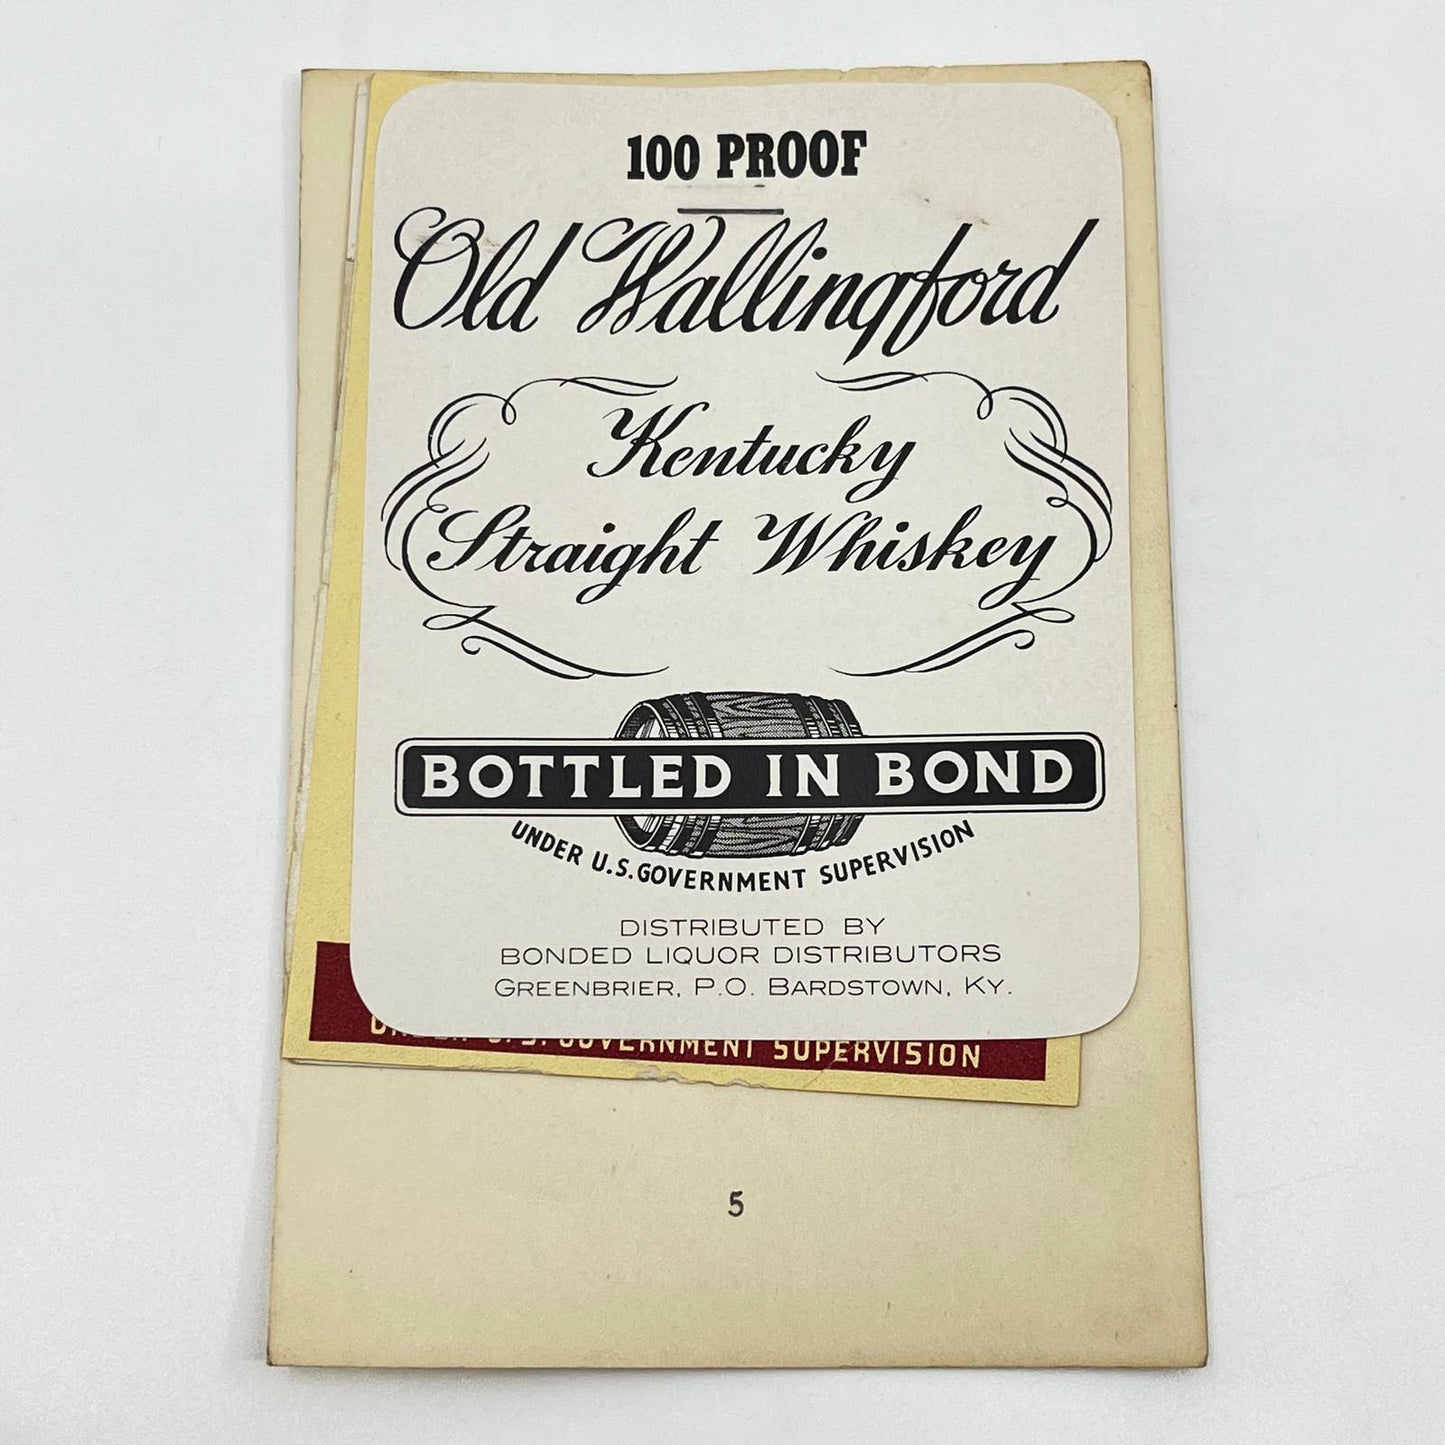 100 PROOF
Old Wallingford
Kentucky
Straight Whiskey
BOTTLED IN BOND
UNDER U.S. GOVERNMENT SUPERVISION
DISTRIBUTED BY
BONDED LIQUOR DISTRIBUTORS
GREENBRIER, P.O. BARDSTOWN, KY.
UNDER U.S. GOVERNMENT SUPERVISION
5